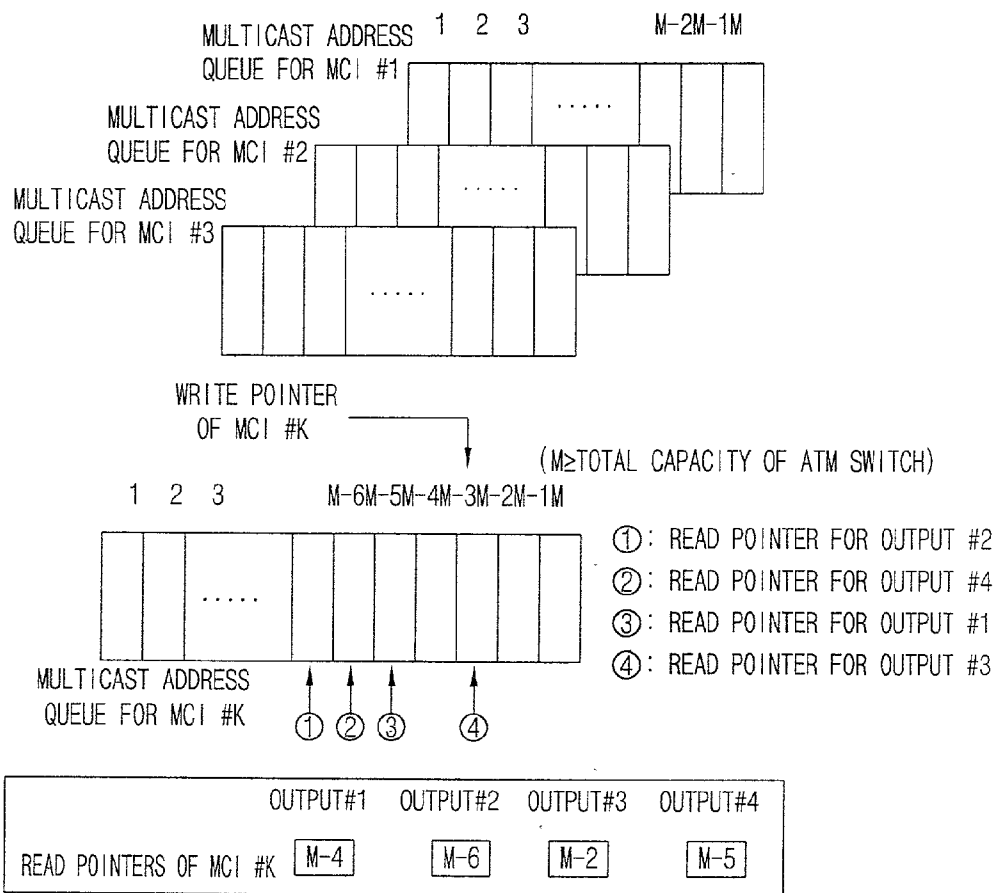 1 2 3 M-2M-1M
MULTICAST ADDRESS
QUEUE FOR MCI #1
.....
MULTICAST ADDRESS
QUEUE FOR MCI #2
.....
MULTICAST ADDRESS
QUEUE FOR MCI #3
.....
WRITE POINTER
OF MCI #K
(M≥TOTAL CAPACITY OF ATM SWITCH)
1 2 3 M-6M-5M-4M-3M-2M-1M
.....
①: READ POINTER FOR OUTPUT #2
②: READ POINTER FOR OUTPUT #4
③: READ POINTER FOR OUTPUT #1
④: READ POINTER FOR OUTPUT #3
MULTICAST ADDRESS
QUEUE FOR MCI #K
① ② ③ ④
OUTPUT#1 OUTPUT#2 OUTPUT#3 OUTPUT#4
READ POINTERS OF MCI #K M-4 M-6 M-2 M-5